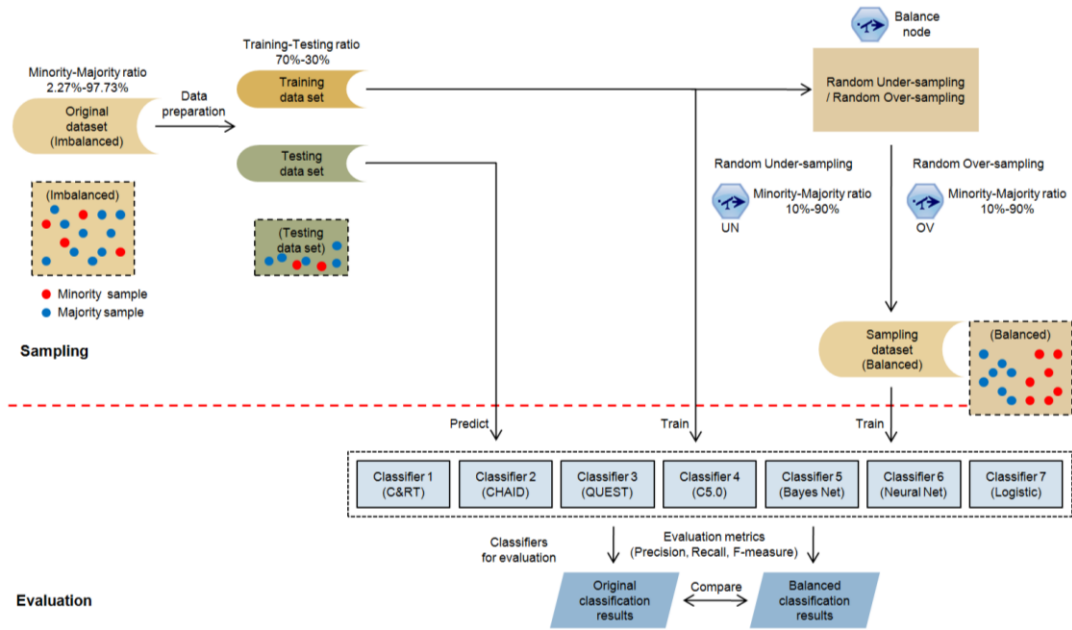 Balance
node
Training-Testing ratio
70%-30%
Minority-Majority ratio
2.27%-97.73%
Training
data set
Random Under-sampling
/ Random Over-sampling
Data
preparation
Original
dataset
(Imbalanced)
Testing
data set
Random Under-sampling
Random Over-sampling
(Imbalanced)
Minority-Majority ratio
10%-90%
Minority-Majority ratio
10%-90%
UN
OV
(Testing
data set)
Minority sample
Majority sample
Sampling
Sampling
dataset
(Balanced)
(Balanced)
Predict
Train
Train
Classifier 1
(C&RT)
Classifier 2
(CHAID)
Classifier 3
(QUEST)
Classifier 4
(C5.0)
Classifier 5
(Bayes Net)
Classifier 6
(Neural Net)
Classifier 7
(Logistic)
Classifiers
for evaluation
Evaluation metrics
(Precision, Recall, F-measure)
Original
classification
results
Compare
Balanced
classification
results
Evaluation